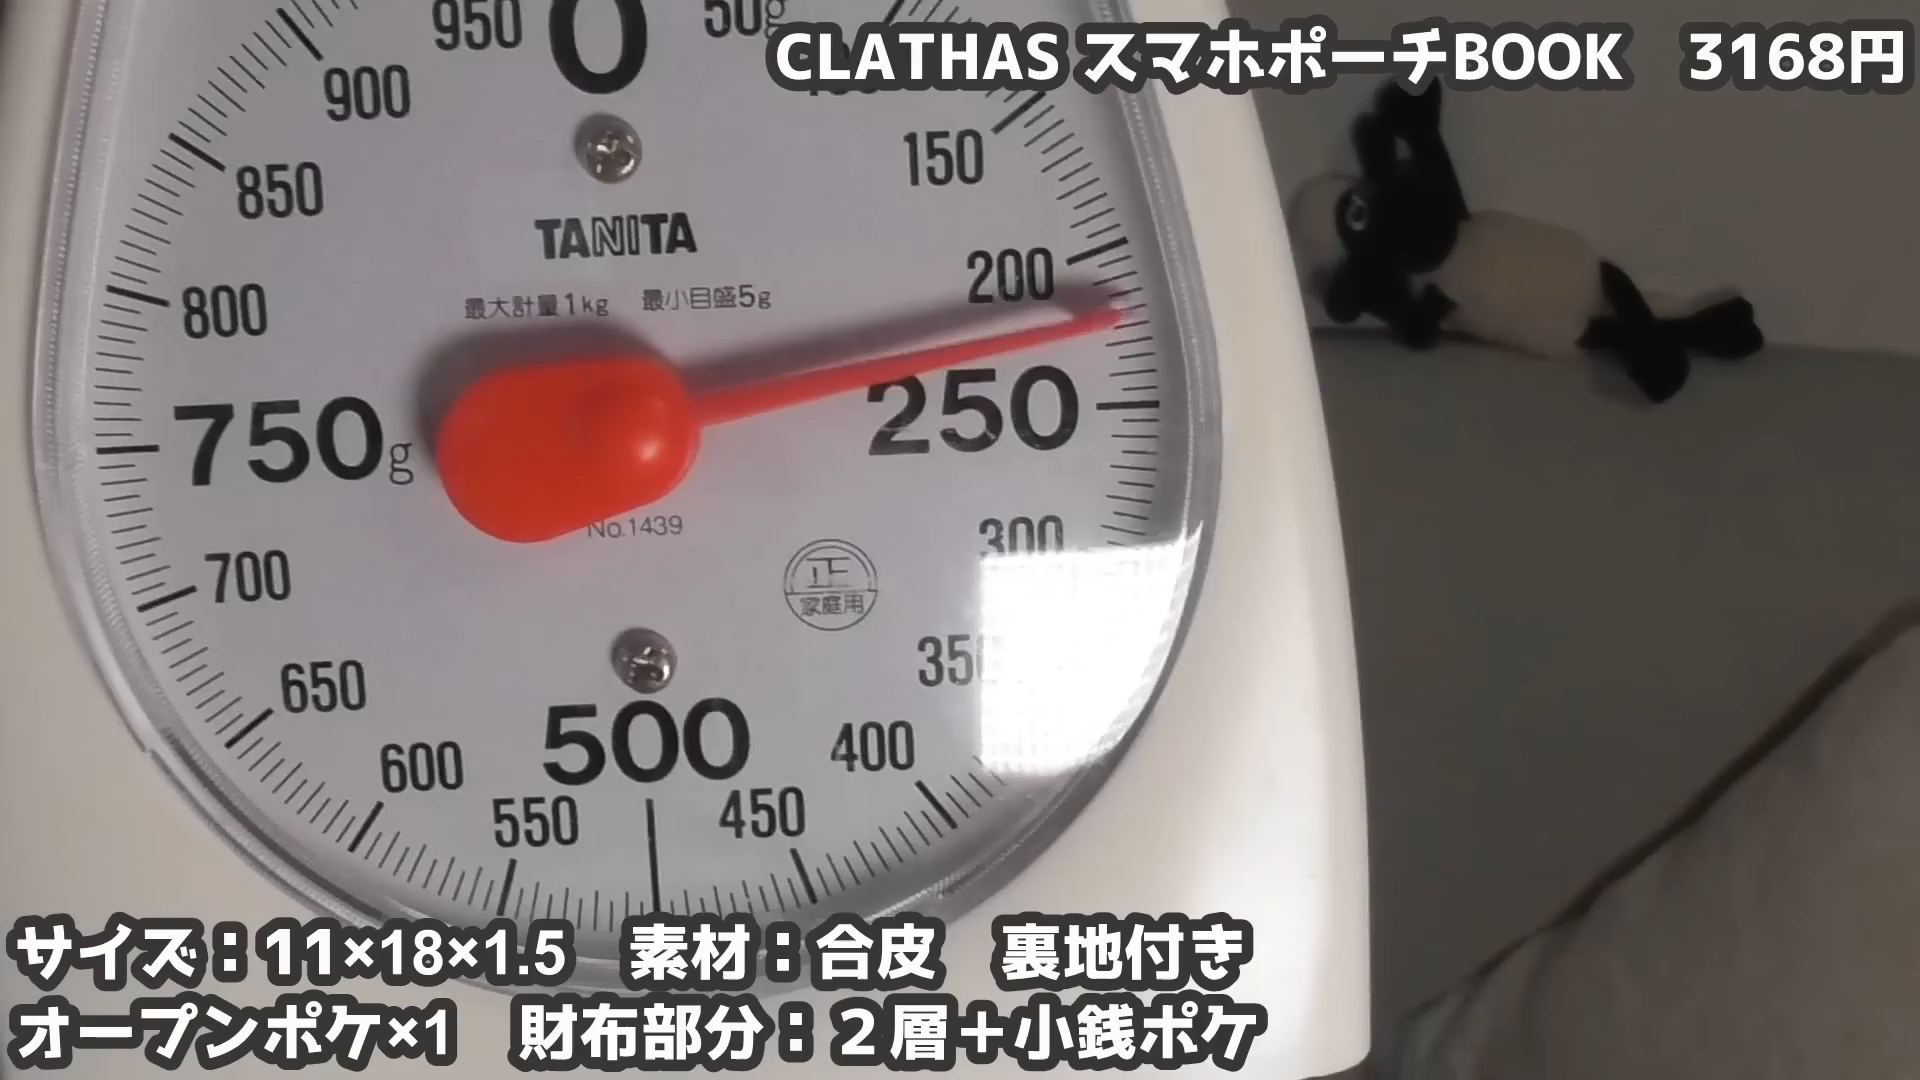 CLATHAS スマホポーチBOOK　3168円
950
0
50g
900
850
150
TANITA
200
800
最大計量1kg　最小目盛5g
250
750g
No.1439
300
正
家庭用
700
350
650
500
400
600
550
450
サイズ：11×18×1.5　素材：合皮　裏地付き
オープンポケ×1　財布部分：２層＋小銭ポケ